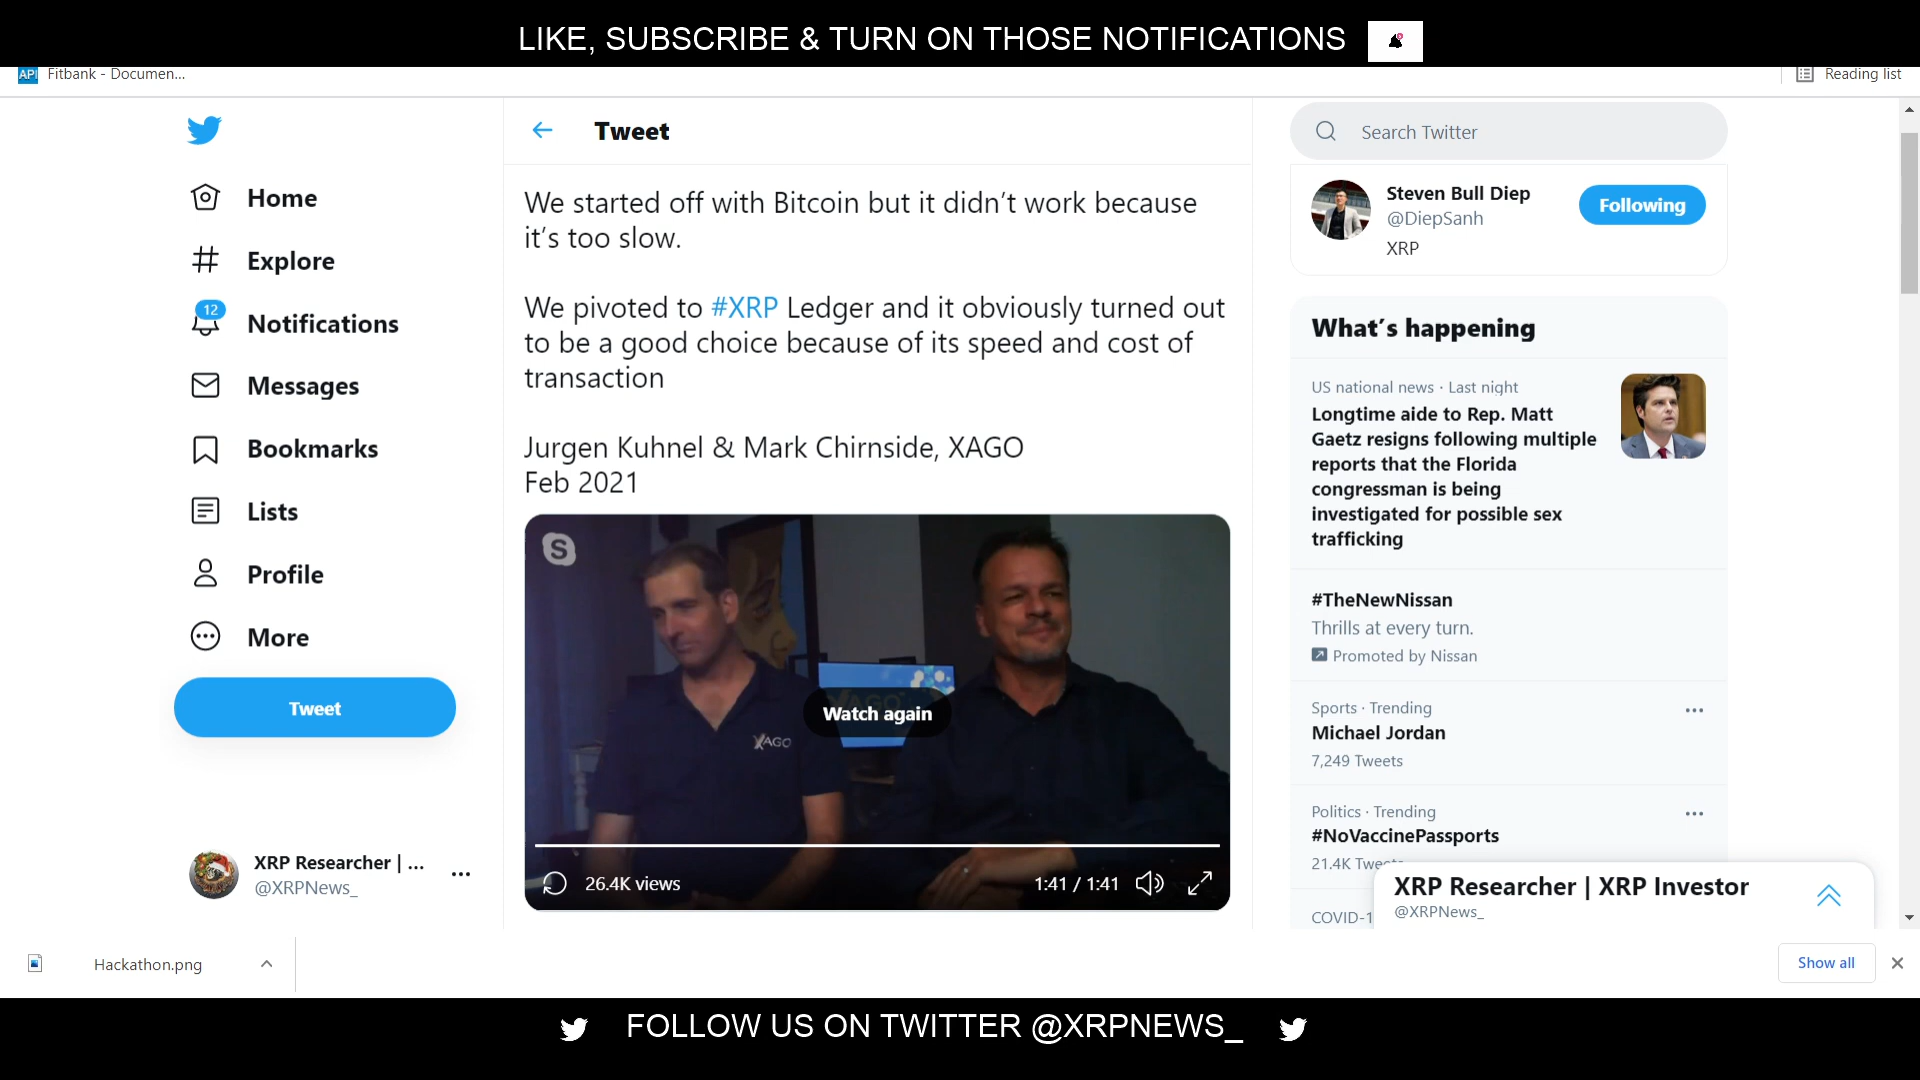 LIKE, SUBSCRIBE & TURN ON THOSE NOTIFICATIONS
API Fitbank - Documen...
Reading list
Tweet
Search Twitter
Home
Explore
12
Notifications
Messages
Bookmarks
Lists
Profile
More
Tweet
XRP Researcher | ...
@XRPNews_
We started off with Bitcoin but it didn't work because
it's too slow.
We pivoted to #XRP Ledger and it obviously turned out
to be a good choice because of its speed and cost of
transaction
Jurgen Kuhnel & Mark Chirnside, XAGO
Feb 2021
S
XAGO
Watch again
XAGO
26.4K views
1:41 / 1:41
Steven Bull Diep
@DiepSanh
XRP
Following
What's happening
US national news · Last night
Longtime aide to Rep. Matt
Gaetz resigns following multiple
reports that the Florida
congressman is being
investigated for possible sex
trafficking
#TheNewNissan
Thrills at every turn.
Promoted by Nissan
Sports · Trending
Michael Jordan
7,249 Tweets
Politics · Trending
#NoVaccinePassports
21.4K Tweets
COVID-1
XRP Researcher | XRP Investor
@XRPNews_
Hackathon.png
Show all
FOLLOW US ON TWITTER @XRPNEWS_